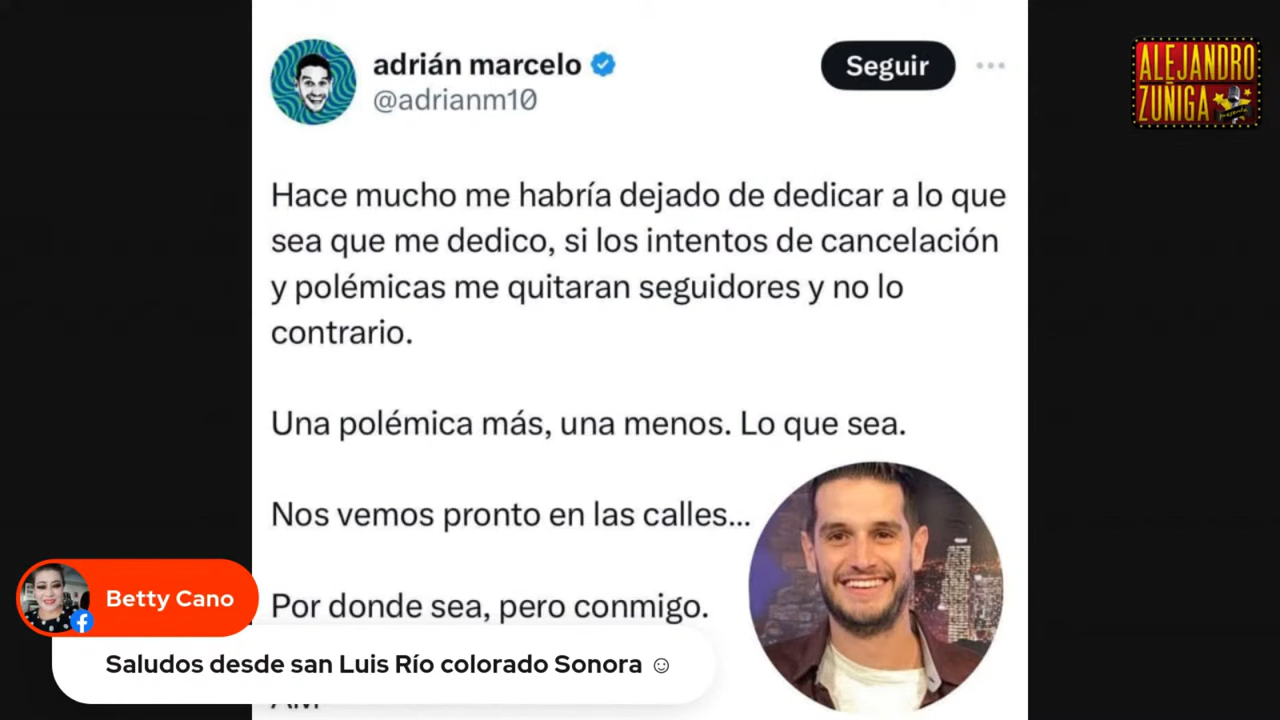 adrián marcelo
@adrianm10
Seguir
ALEJANDRO
ZUÑIGA
Hace mucho me habría dejado de dedicar a lo que
sea que me dedico, si los intentos de cancelación
y polémicas me quitaran seguidores y no lo
contrario.
Una polémica más, una menos. Lo que sea.
Nos vemos pronto en las calles...
Por donde sea, pero conmigo.
Betty Cano
Saludos desde san Luis Río colorado Sonora ☺